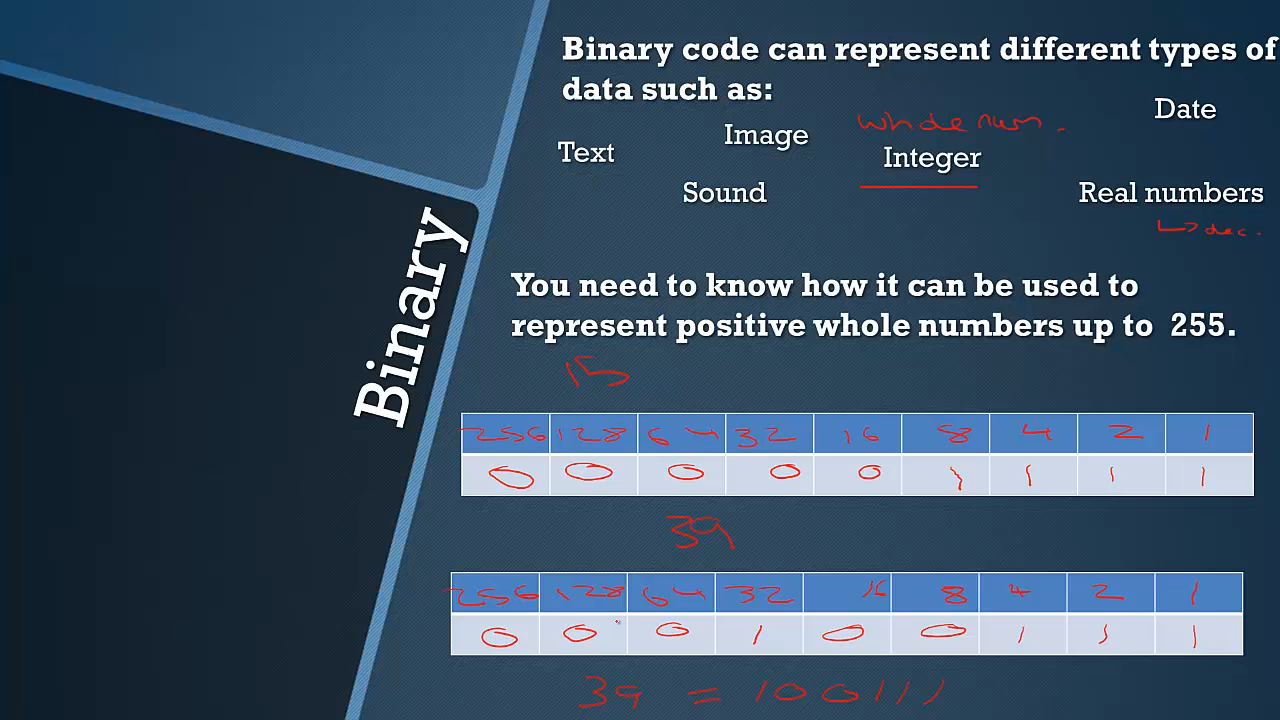 Binary
Binary code can represent different types of
data such as:
Date
whole num.
Image
Text
Integer
Sound
Real numbers
↳ dec.
You need to know how it can be used to
represent positive whole numbers up to 255.
15
256 128 64 32 16 8 4 2 1
0 0 0 0 0 1 1 1 1
39
256 128 64 32 16 8 4 2 1
0 0 0 1 0 0 1 1 1
39 = 100111